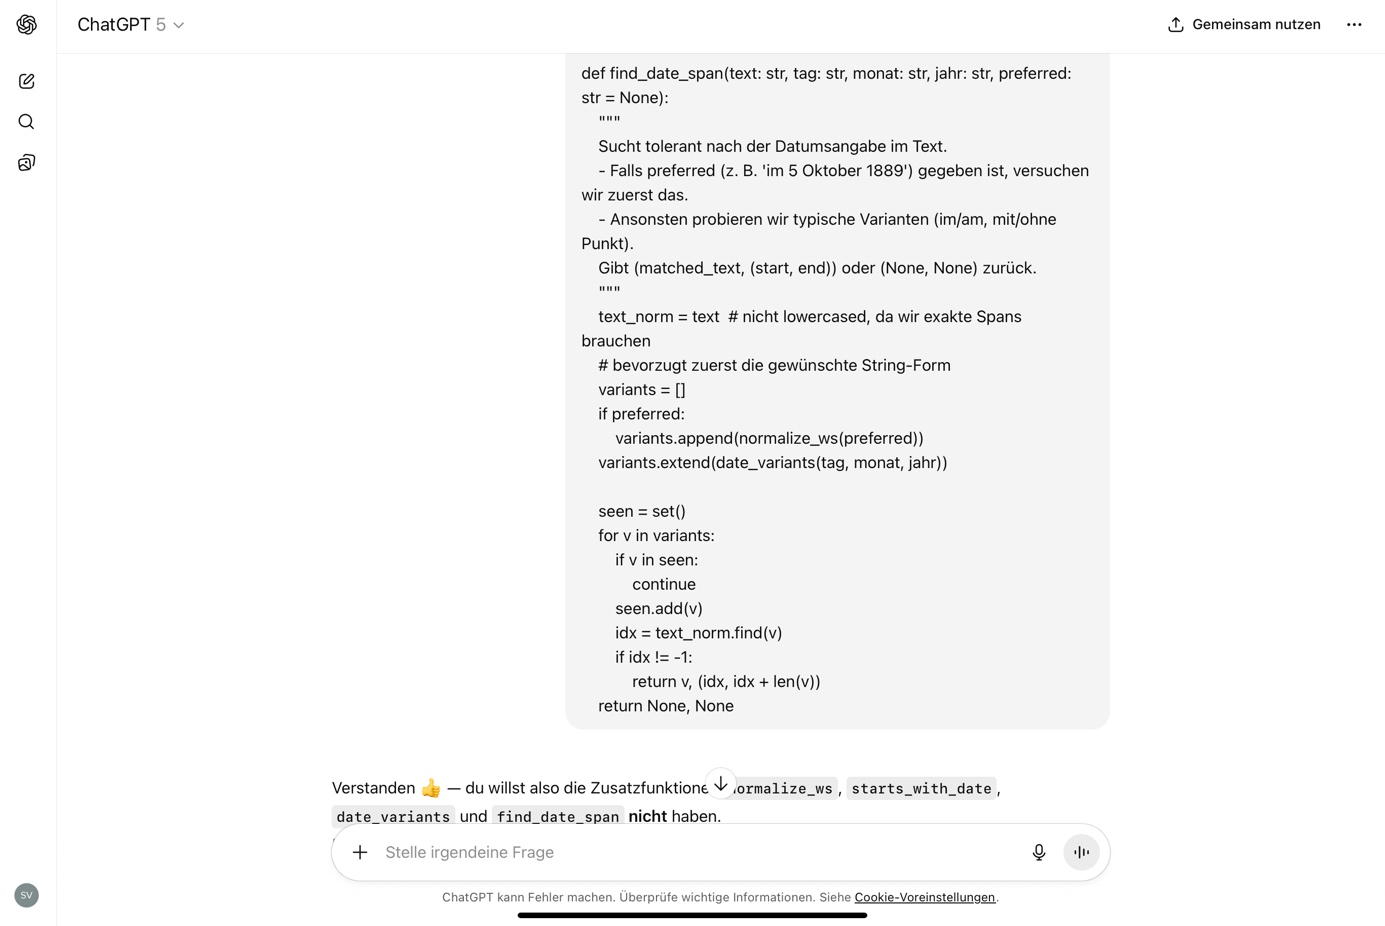 ChatGPT 5
Gemeinsam nutzen
def find_date_span(text: str, tag: str, monat: str, jahr: str, preferred:
str = None):
"""
Sucht tolerant nach der Datumsangabe im Text.
- Falls preferred (z. B. 'im 5 Oktober 1889') gegeben ist, versuchen
wir zuerst das.
- Ansonsten probieren wir typische Varianten (im/am, mit/ohne
Punkt).
Gibt (matched_text, (start, end)) oder (None, None) zurück.
"""
text_norm = text  # nicht lowercased, da wir exakte Spans
brauchen
# bevorzugt zuerst die gewünschte String-Form
variants = []
if preferred:
variants.append(normalize_ws(preferred))
variants.extend(date_variants(tag, monat, jahr))
seen = set()
for v in variants:
if v in seen:
continue
seen.add(v)
idx = text_norm.find(v)
if idx != -1:
return v, (idx, idx + len(v))
return None, None
Verstanden 👍 — du willst also die Zusatzfunktione ormalize_ws, starts_with_date,
date_variants und find_date_span nicht haben.
Stelle irgendeine Frage
ChatGPT kann Fehler machen. Überprüfe wichtige Informationen. Siehe Cookie-Voreinstellungen.
SV